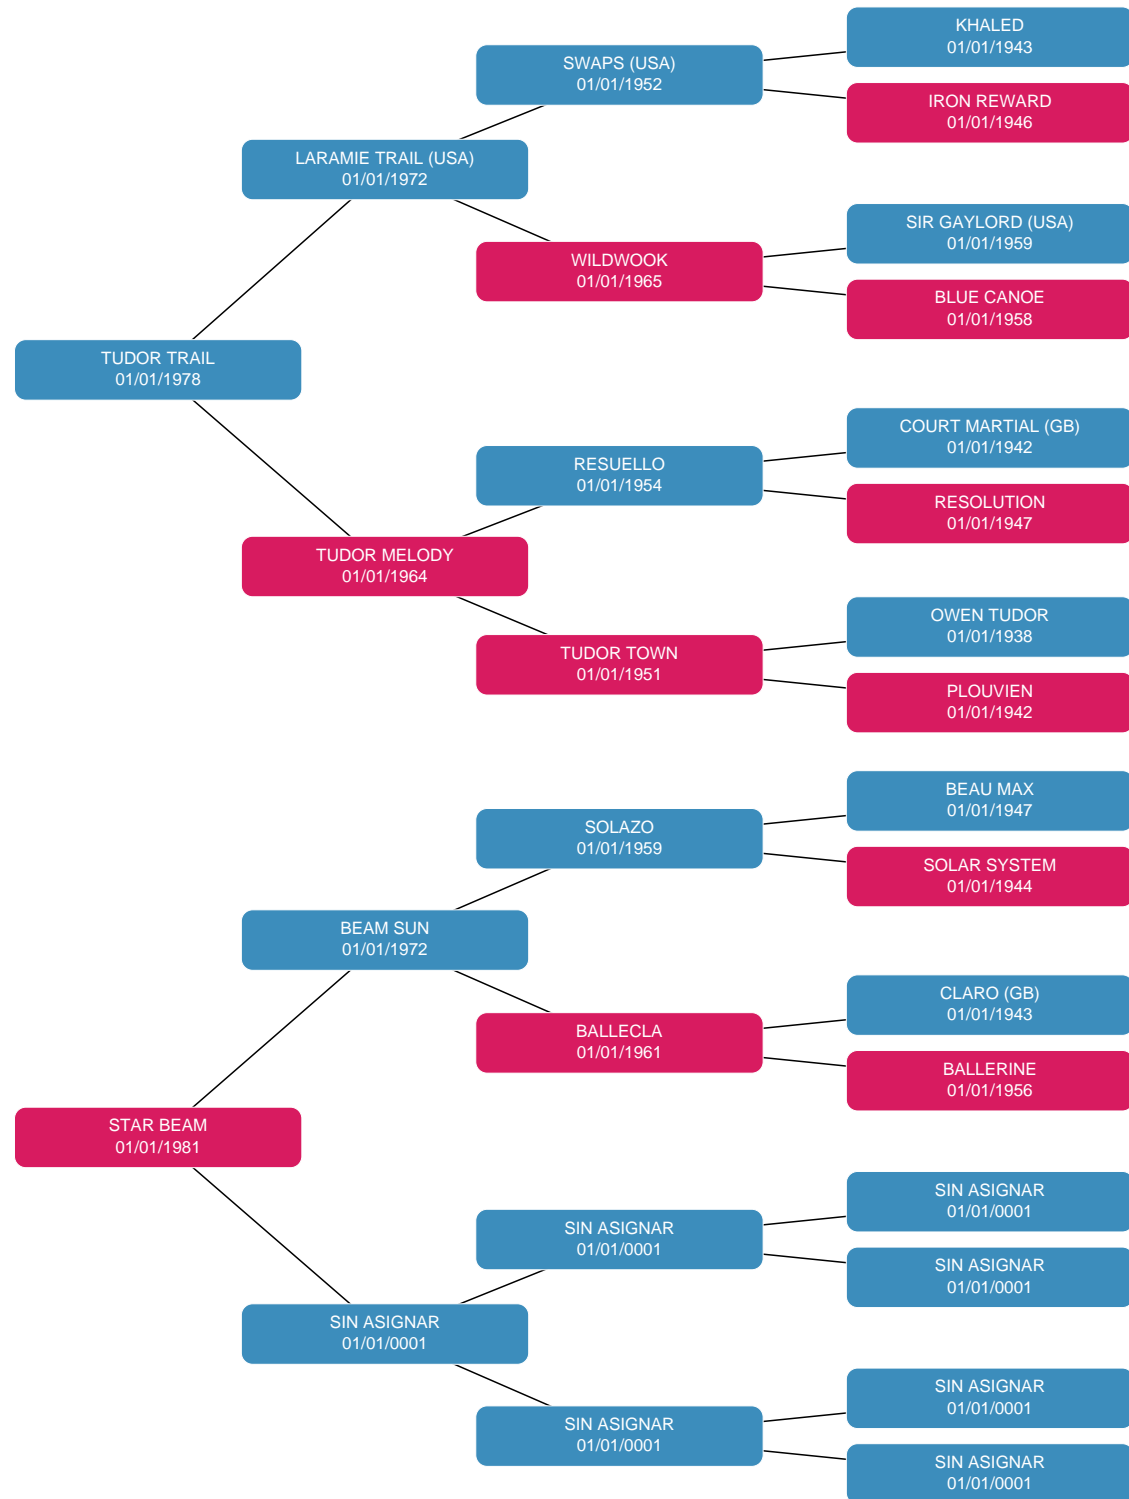 KHALED
01/01/1943
SWAPS (USA)
01/01/1952
IRON REWARD
01/01/1946
LARAMIE TRAIL (USA)
01/01/1972
SIR GAYLORD (USA)
01/01/1959
WILDWOOK
01/01/1965
BLUE CANOE
01/01/1958
TUDOR TRAIL
01/01/1978
COURT MARTIAL (GB)
01/01/1942
RESUELLO
01/01/1954
RESOLUTION
01/01/1947
TUDOR MELODY
01/01/1964
OWEN TUDOR
01/01/1938
TUDOR TOWN
01/01/1951
PLOUVIEN
01/01/1942
BEAU MAX
01/01/1947
SOLAZO
01/01/1959
SOLAR SYSTEM
01/01/1944
BEAM SUN
01/01/1972
CLARO (GB)
01/01/1943
BALLECLA
01/01/1961
BALLERINE
01/01/1956
STAR BEAM
01/01/1981
SIN ASIGNAR
01/01/0001
SIN ASIGNAR
01/01/0001
SIN ASIGNAR
01/01/0001
SIN ASIGNAR
01/01/0001
SIN ASIGNAR
01/01/0001
SIN ASIGNAR
01/01/0001
SIN ASIGNAR
01/01/0001